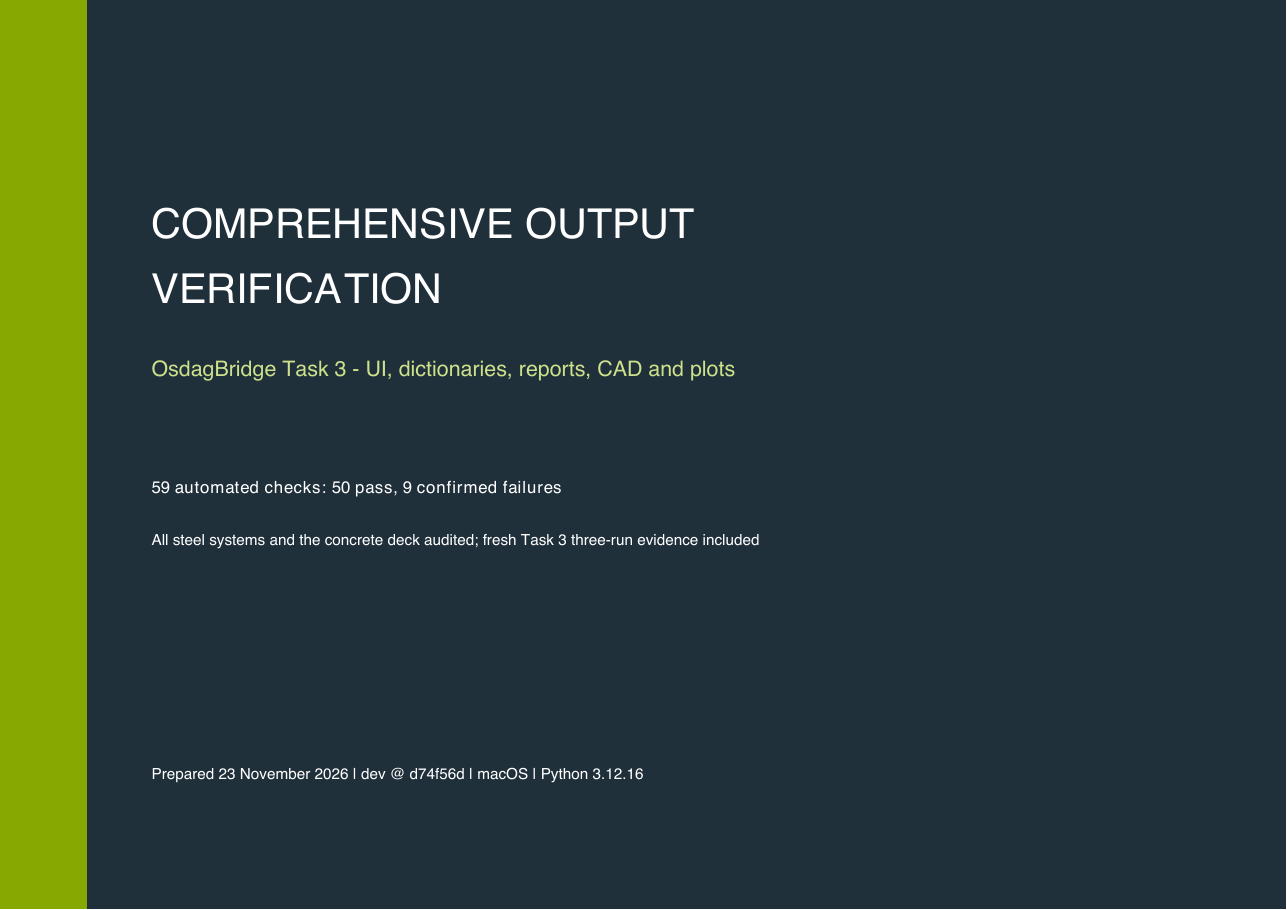 COMPREHENSIVE OUTPUT
VERIFICATION
OsdagBridge Task 3 - UI, dictionaries, reports, CAD and plots
59 automated checks: 50 pass, 9 confirmed failures
All steel systems and the concrete deck audited; fresh Task 3 three-run evidence included
Prepared 23 November 2026 | dev @ d74f56d | macOS | Python 3.12.16